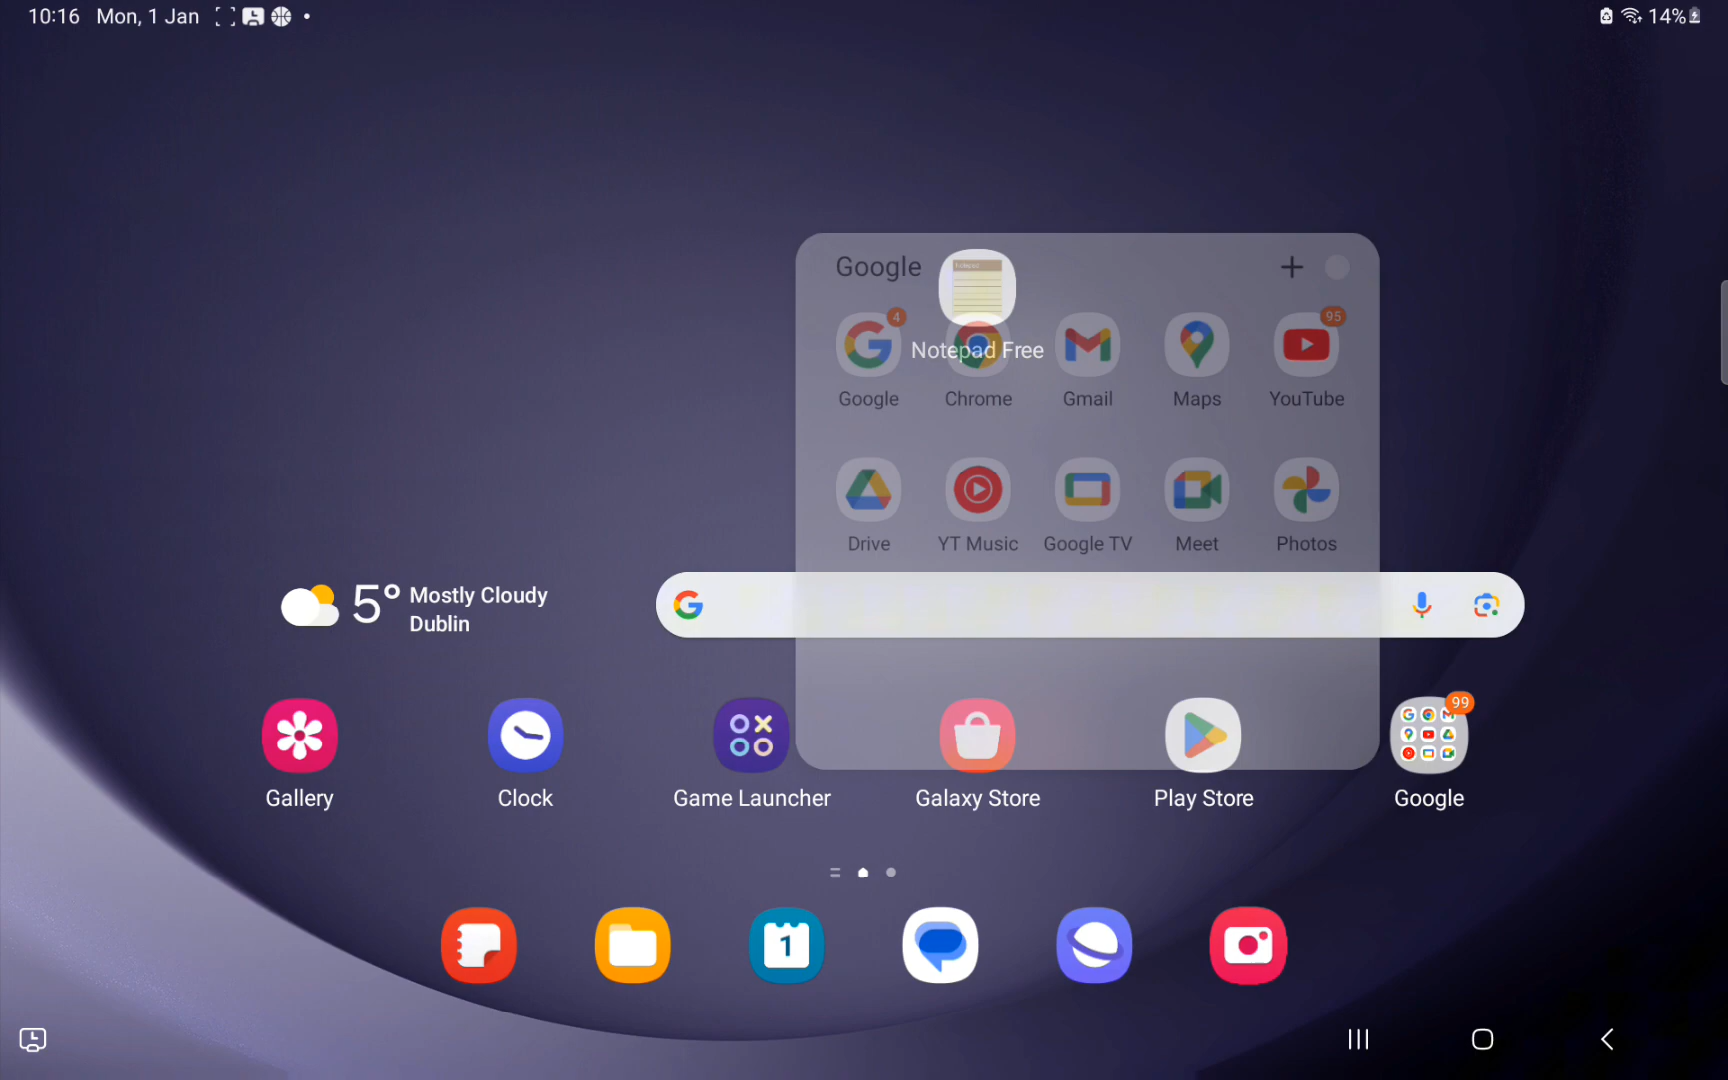 10:16 Mon, 1 Jan
14%
Google
4
95
Notepad Free
Google Chrome Gmail Maps YouTube
Drive YT Music Google TV Meet Photos
5° Mostly Cloudy
Dublin
99
Gallery Clock Game Launcher Galaxy Store Play Store Google
1